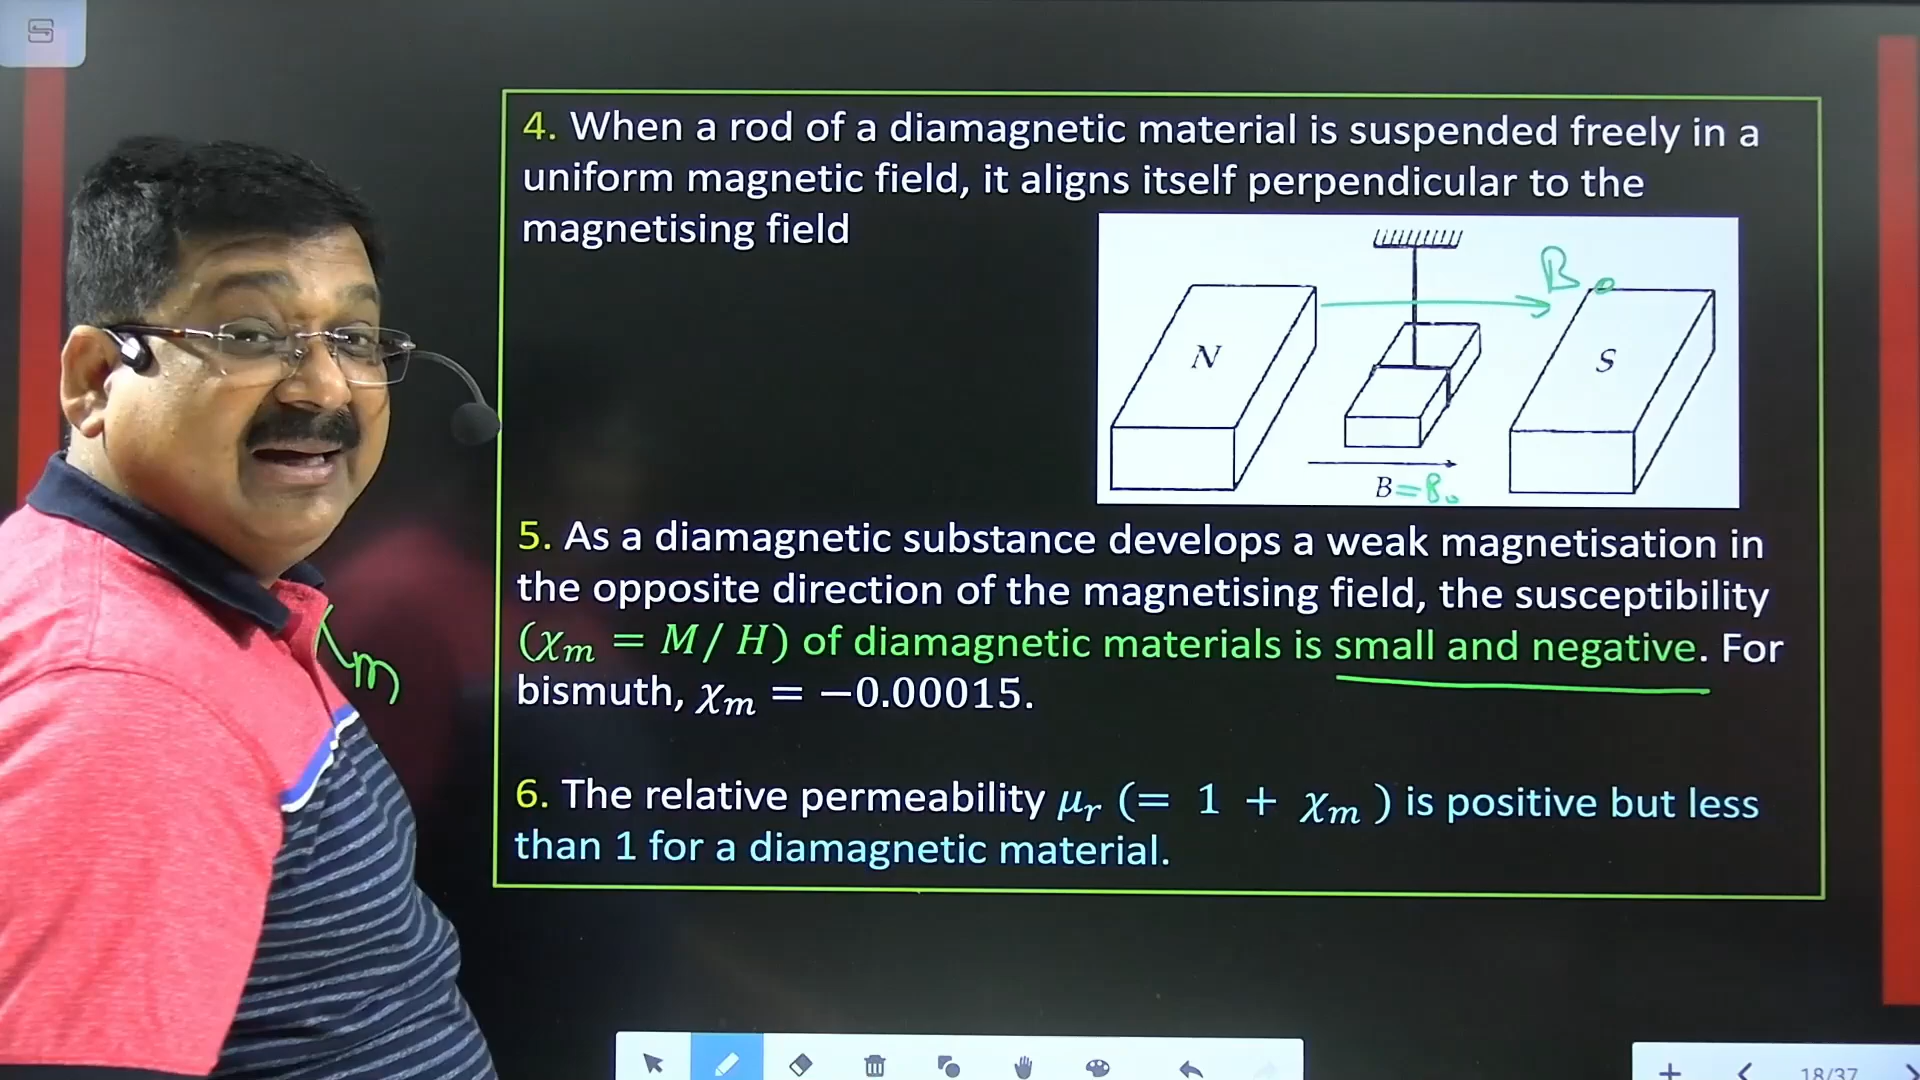 4. When a rod of a diamagnetic material is suspended freely in a
uniform magnetic field, it aligns itself perpendicular to the
magnetising field
B₀
N
S
B=B₀
5. As a diamagnetic substance develops a weak magnetisation in
the opposite direction of the magnetising field, the susceptibility
(χₘ = M/ H) of diamagnetic materials is small and negative. For
bismuth, χₘ = −0.00015.
χm
6. The relative permeability μᵣ (= 1 + χₘ ) is positive but less
than 1 for a diamagnetic material.
18/37